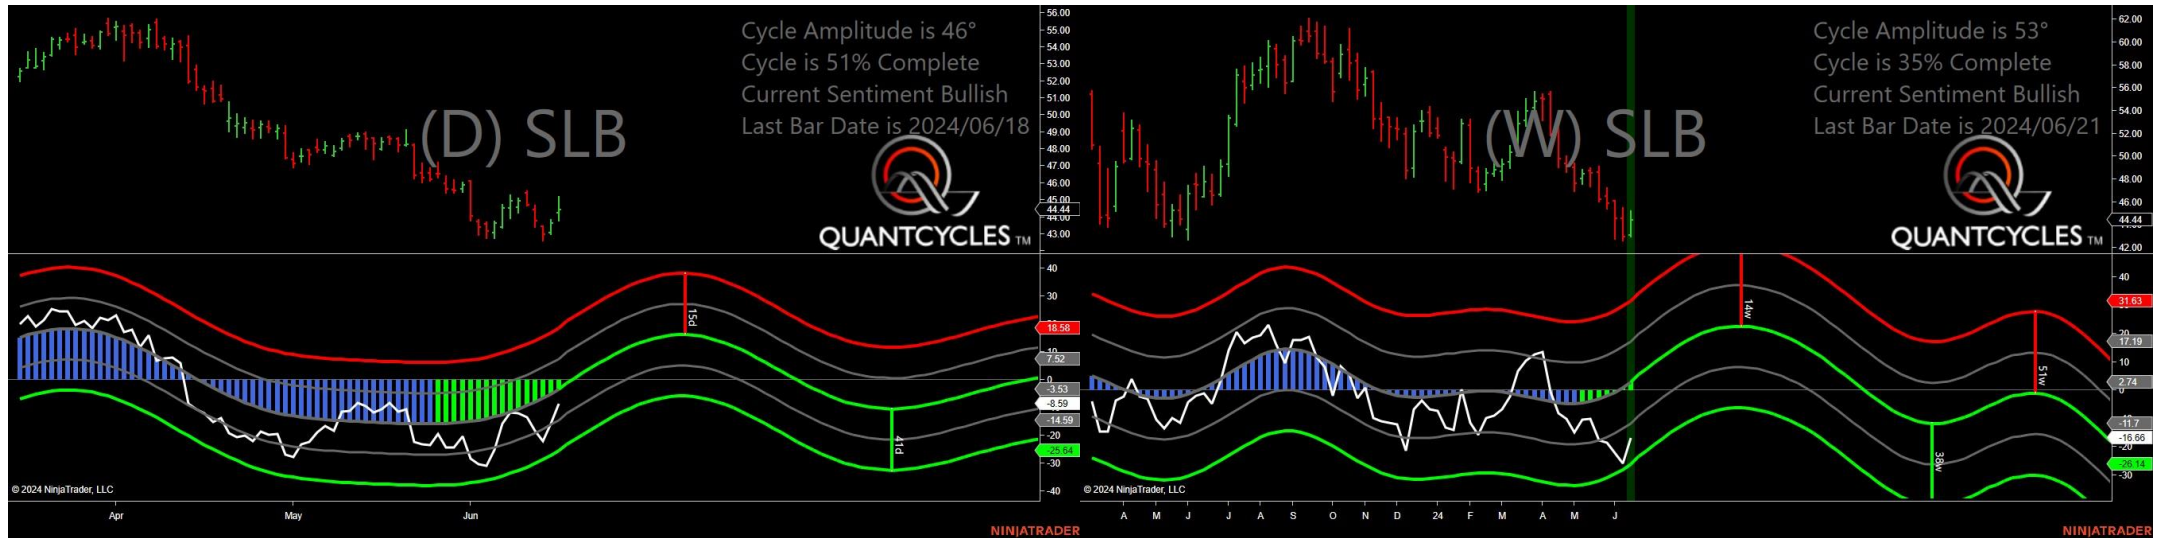 Cycle Amplitude is 46°
Cycle is 51% Complete
Current Sentiment Bullish
Last Bar Date is 2024/06/18
(D) SLB
QUANTCYCLES TM
56.00
55.00
54.00
53.00
52.00
51.00
50.00
49.00
48.00
47.00
46.00
45.00
44.44
44.00
43.00
40
30
18.58
10
7.52
0
-3.53
-8.59
-14.59
-20
-25.64
-30
-40
15d
41d
© 2024 NinjaTrader, LLC
Apr May Jun
NINJATRADER
Cycle Amplitude is 53°
Cycle is 35% Complete
Current Sentiment Bullish
Last Bar Date is 2024/06/21
(W) SLB
QUANTCYCLES TM
62.00
60.00
58.00
56.00
54.00
52.00
50.00
48.00
46.00
44.44
42.00
40
31.63
20
17.19
10
2.74
0
-11.7
-16.66
-20
-26.14
-30
14w
38w
51w
© 2024 NinjaTrader, LLC
A M J J A S O N D 24 F M A M J
NINJATRADER